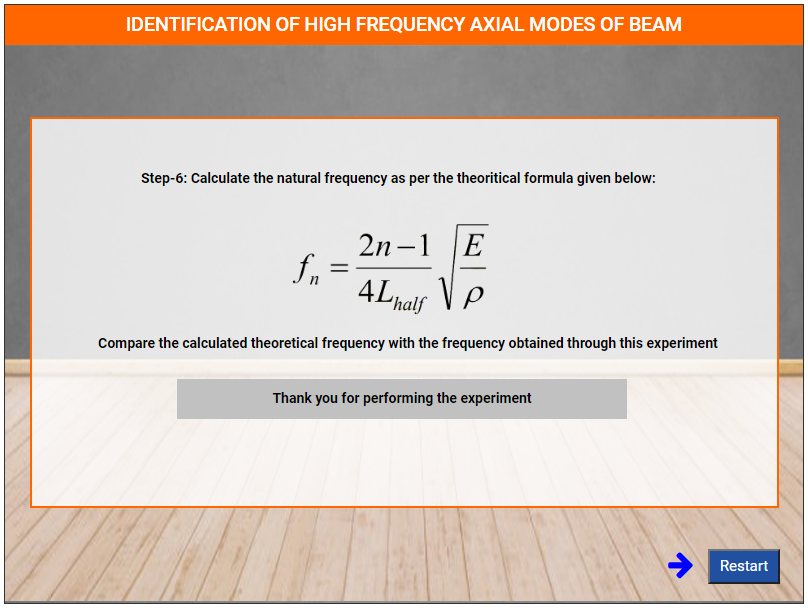 IDENTIFICATION OF HIGH FREQUENCY AXIAL MODES OF BEAM
Step-6: Calculate the natural frequency as per the theoritical formula given below:
f_n = \frac{2n-1}{4L_{half}} \sqrt{\frac{E}{\rho}}
Compare the calculated theoretical frequency with the frequency obtained through this experiment
Thank you for performing the experiment
Restart